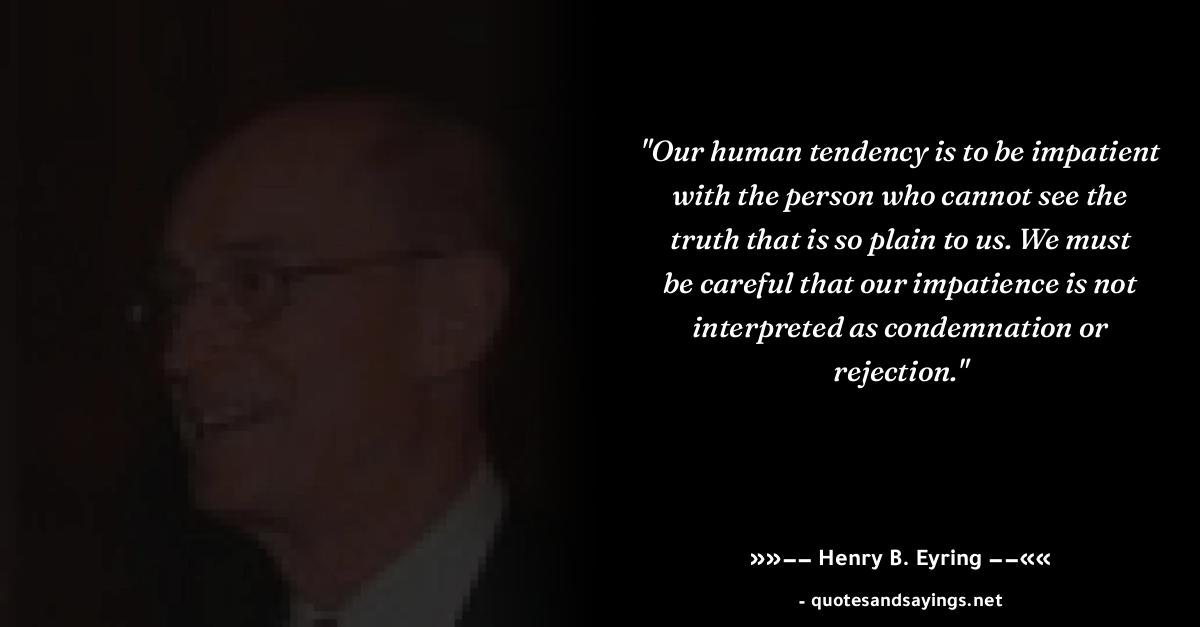 "Our human tendency is to be impatient
with the person who cannot see the
truth that is so plain to us. We must
be careful that our impatience is not
interpreted as condemnation or
rejection."
»»−− Henry B. Eyring −−««
- quotesandsayings.net